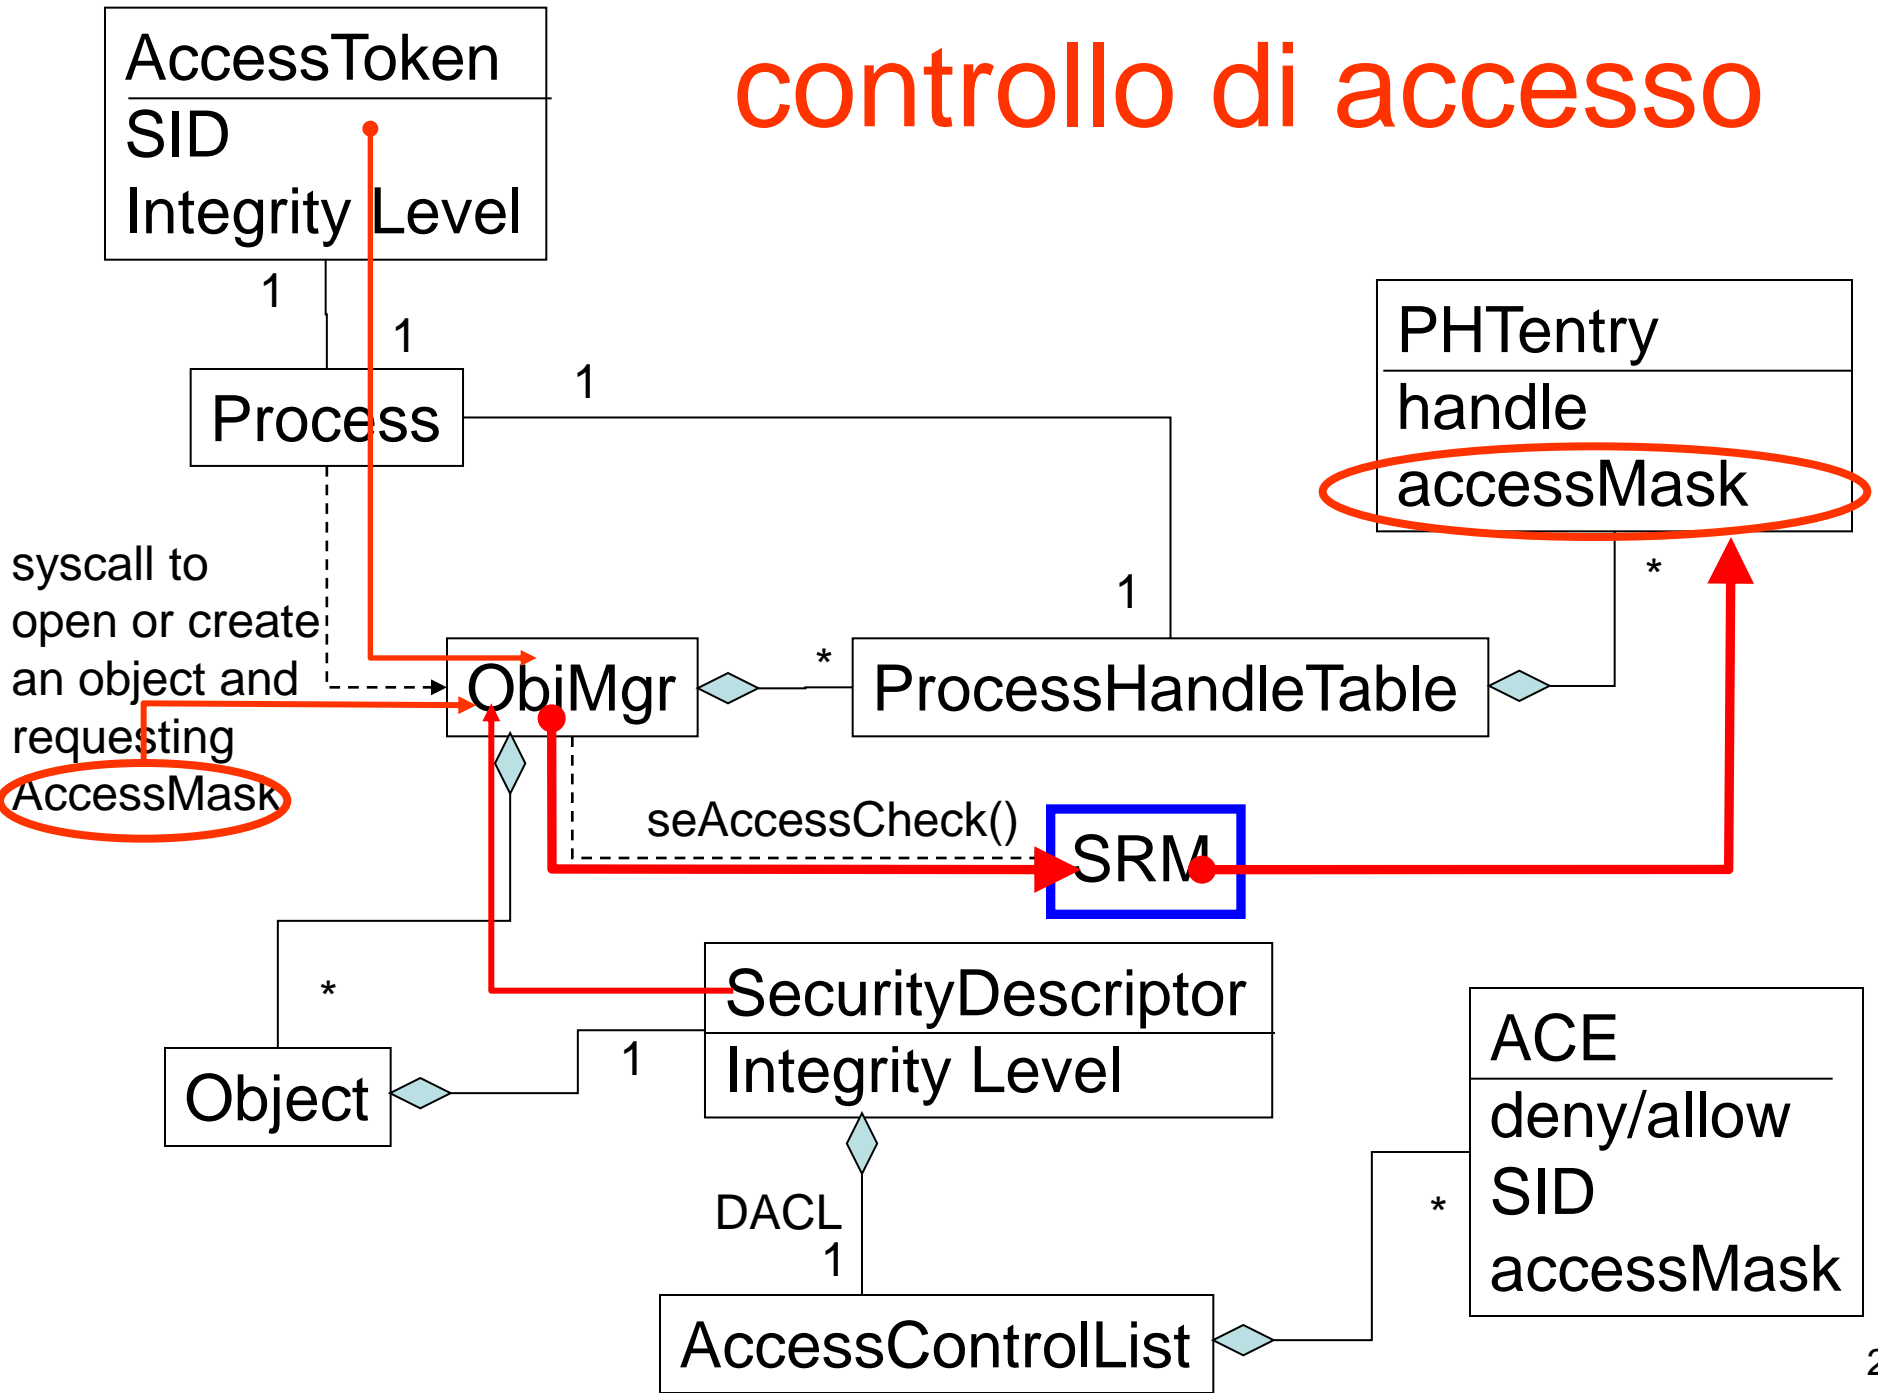 controllo di accesso
AccessToken
SID
Integrity Level
1
1
Process
1
PHTentry
handle
accessMask
*
syscall to
open or create
an object and
requesting
AccessMask
1
ObjMgr
*
ProcessHandleTable
seAccessCheck()
SRM
*
Object
1
SecurityDescriptor
Integrity Level
DACL
1
AccessControlList
*
ACE
deny/allow
SID
accessMask
2